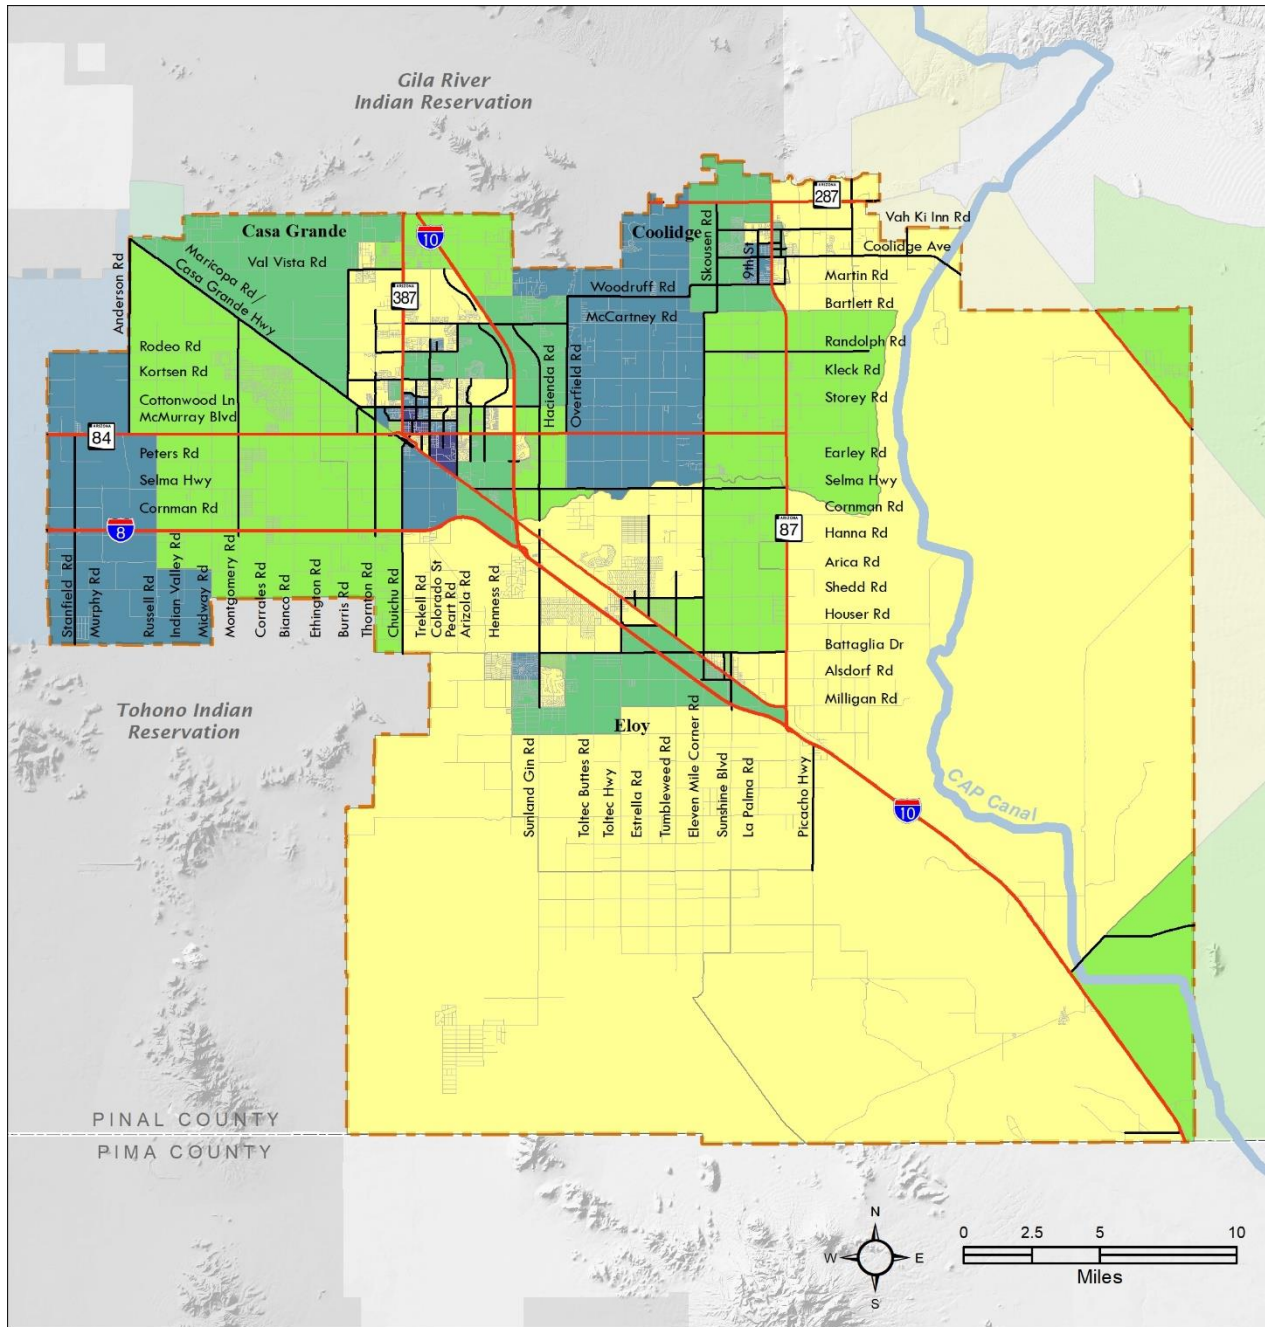 Gila River
Indian Reservation
ARIZONA
287
Vah Ki Inn Rd
Casa Grande
10
Coolidge
Skousen Rd
9th St
Coolidge Ave
Val Vista Rd
Maricopa Rd/
Casa Grande Hwy
Anderson Rd
ARIZONA
387
Woodruff Rd
Martin Rd
McCartney Rd
Bartlett Rd
Rodeo Rd
Randolph Rd
Kortsen Rd
Kleck Rd
Hacienda Rd
Overfield Rd
Cottonwood Ln
Storey Rd
McMurray Blvd
ARIZONA
84
Peters Rd
Earley Rd
Selma Hwy
Selma Hwy
Cornman Rd
Cornman Rd
8
ARIZONA
87
Hanna Rd
Arica Rd
Shedd Rd
Houser Rd
Battaglia Dr
Alsdorf Rd
Milligan Rd
Stanfield Rd
Murphy Rd
Russell Rd
Indian Valley Rd
Midway Rd
Montgomery Rd
Corrales Rd
Bianco Rd
Ethington Rd
Burris Rd
Thornton Rd
Chuichu Rd
Trekell Rd
Colorado St
Peart Rd
Arizola Rd
Henness Rd
Tohono Indian
Reservation
Eloy
Sunland Gin Rd
Toltec Buttes Rd
Toltec Hwy
Estrella Rd
Tumbleweed Rd
Eleven Mile Corner Rd
Sunshine Blvd
La Palma Rd
Picacho Hwy
CAP Canal
10
PINAL COUNTY
PIMA COUNTY
N
W
E
S
0 2.5 5 10
Miles